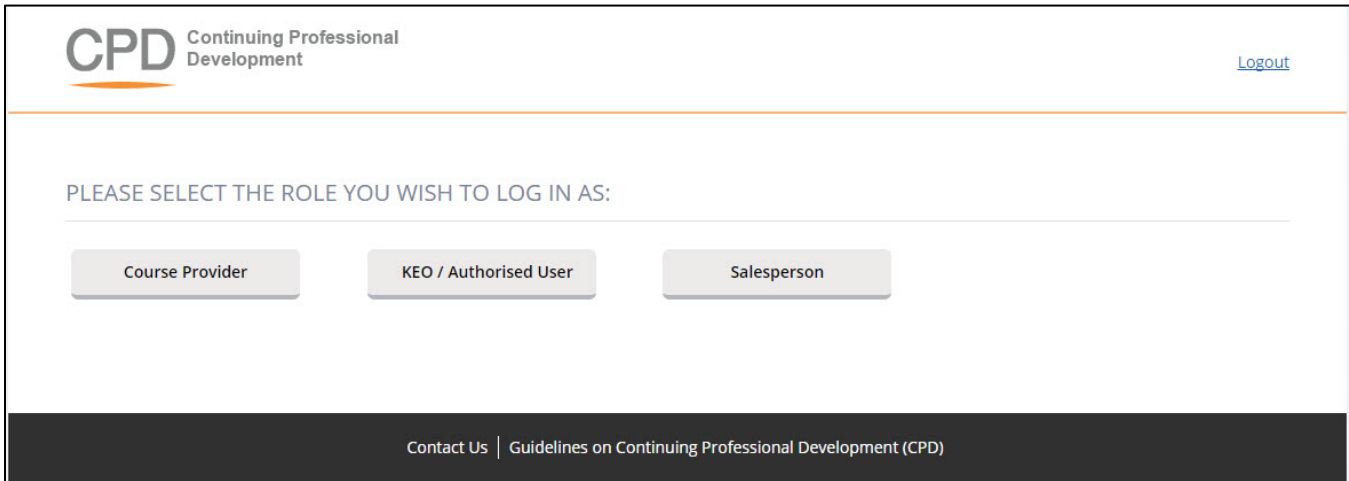 CPD Continuing Professional
Development
Logout
PLEASE SELECT THE ROLE YOU WISH TO LOG IN AS:
Course Provider
KEO / Authorised User
Salesperson
Contact Us | Guidelines on Continuing Professional Development (CPD)